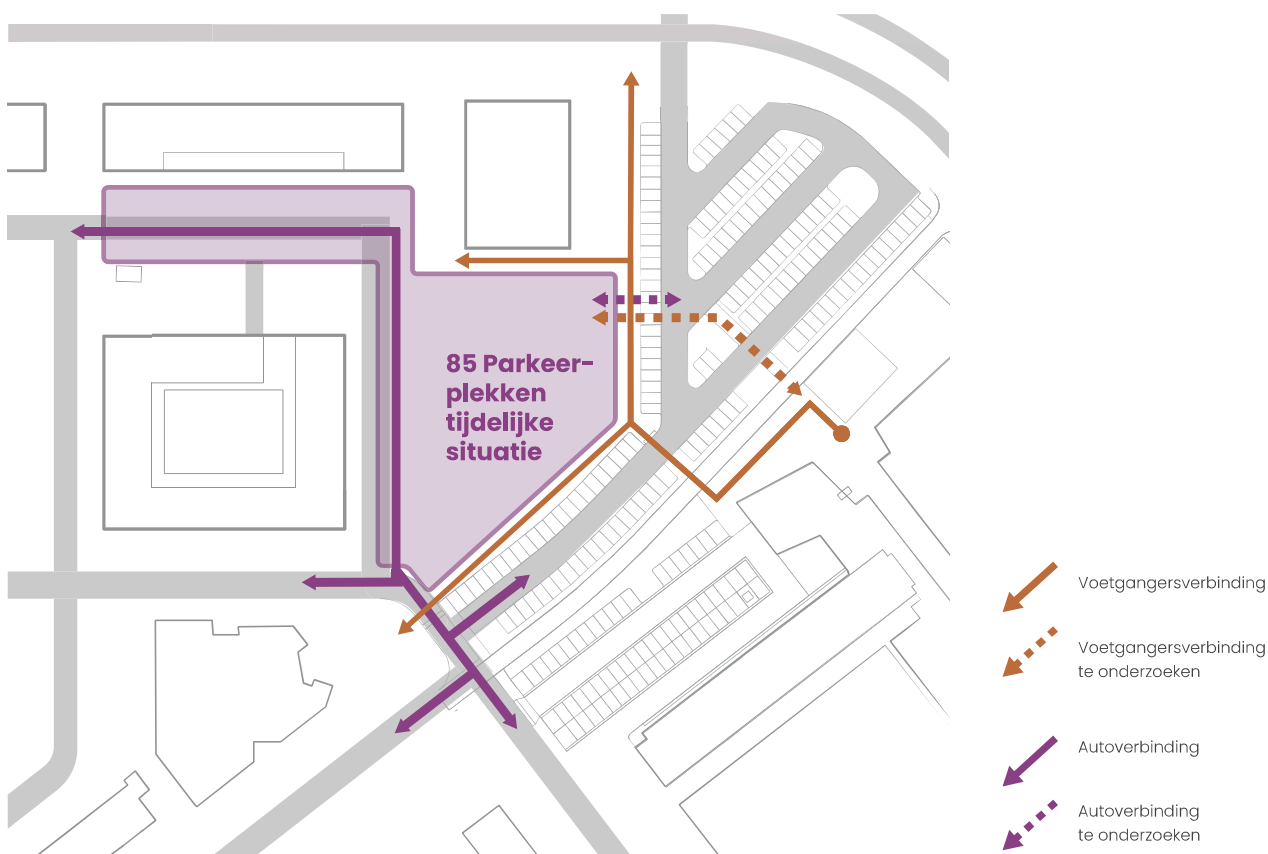 85 Parkeer-
plekken
tijdelijke
situatie
Voetgangersverbinding
Voetgangersverbinding
te onderzoeken
Autoverbinding
Autoverbinding
te onderzoeken